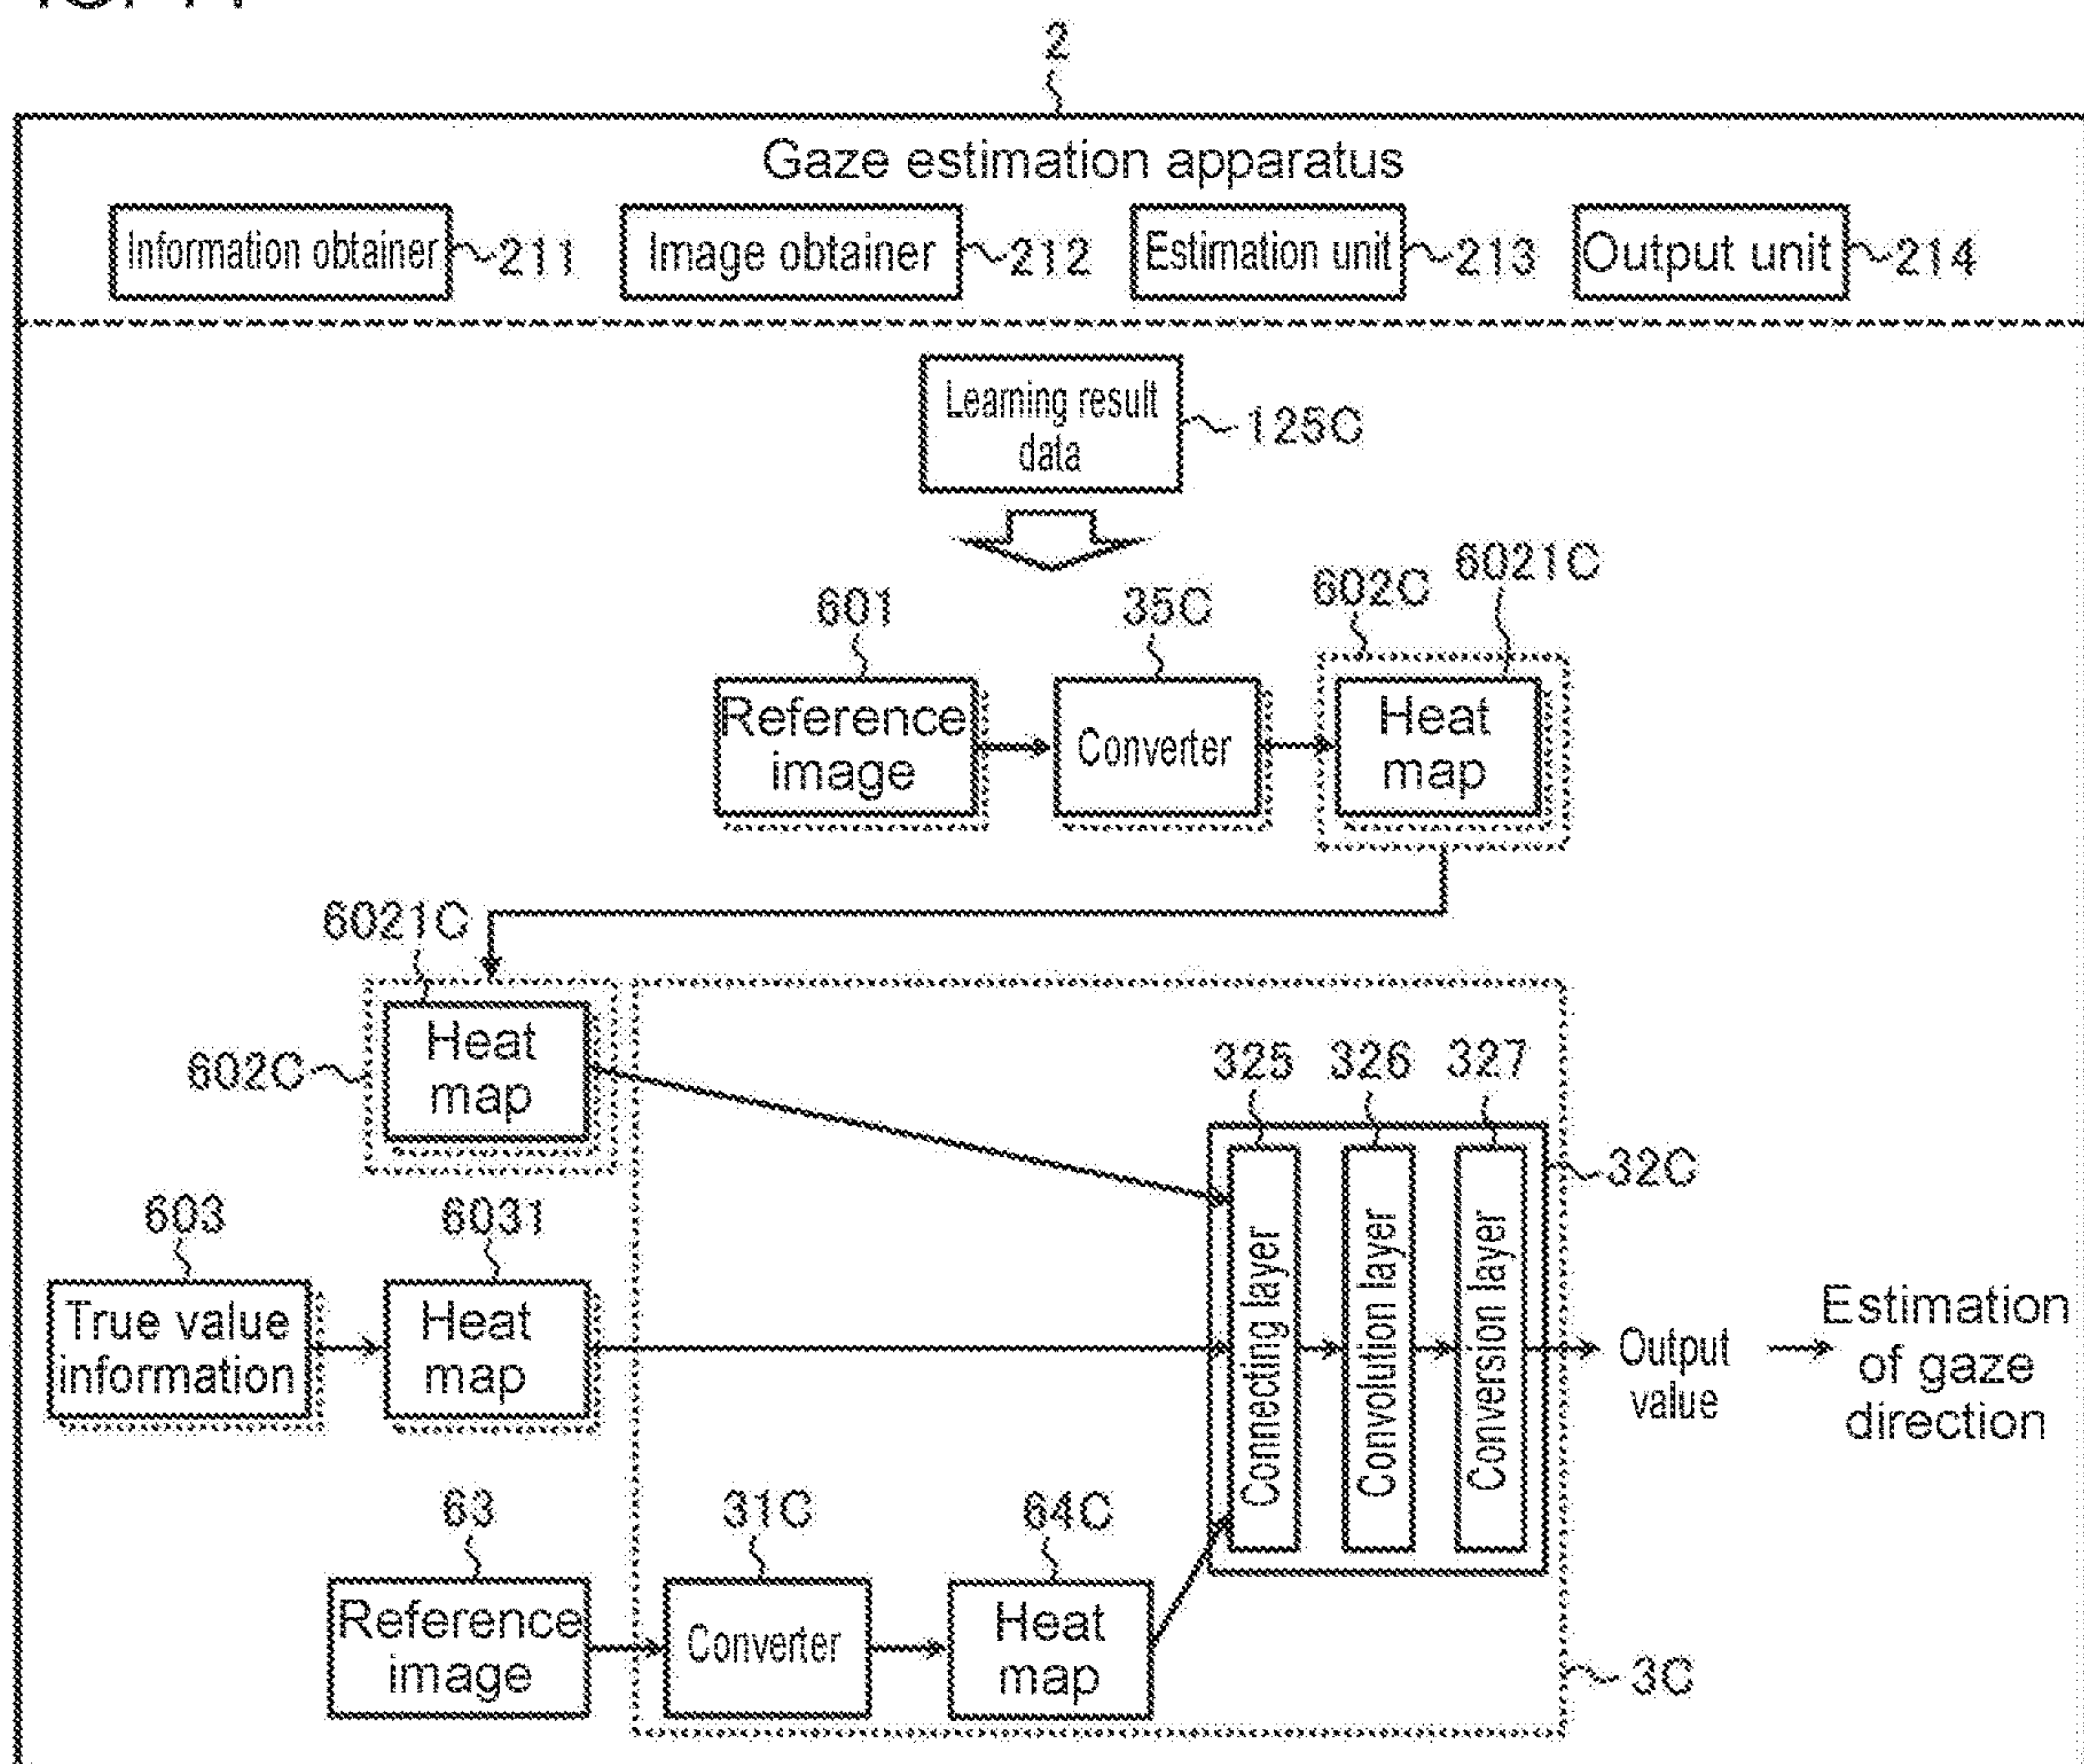 2
Gaze estimation apparatus
Information obtainer
211
Image obtainer
212
Estimation unit
213
Output unit
214
Learning result
data
125C
601
35C
602C
6021C
Reference
image
Converter
Heat
map
6021C
Heat
map
602C
325
326
327
32C
603
6031
True value
information
Heat
map
Connecting layer
Convolution layer
Conversion layer
Output
value
Estimation
of gaze
direction
63
31C
64C
Reference
image
Converter
Heat
map
3C